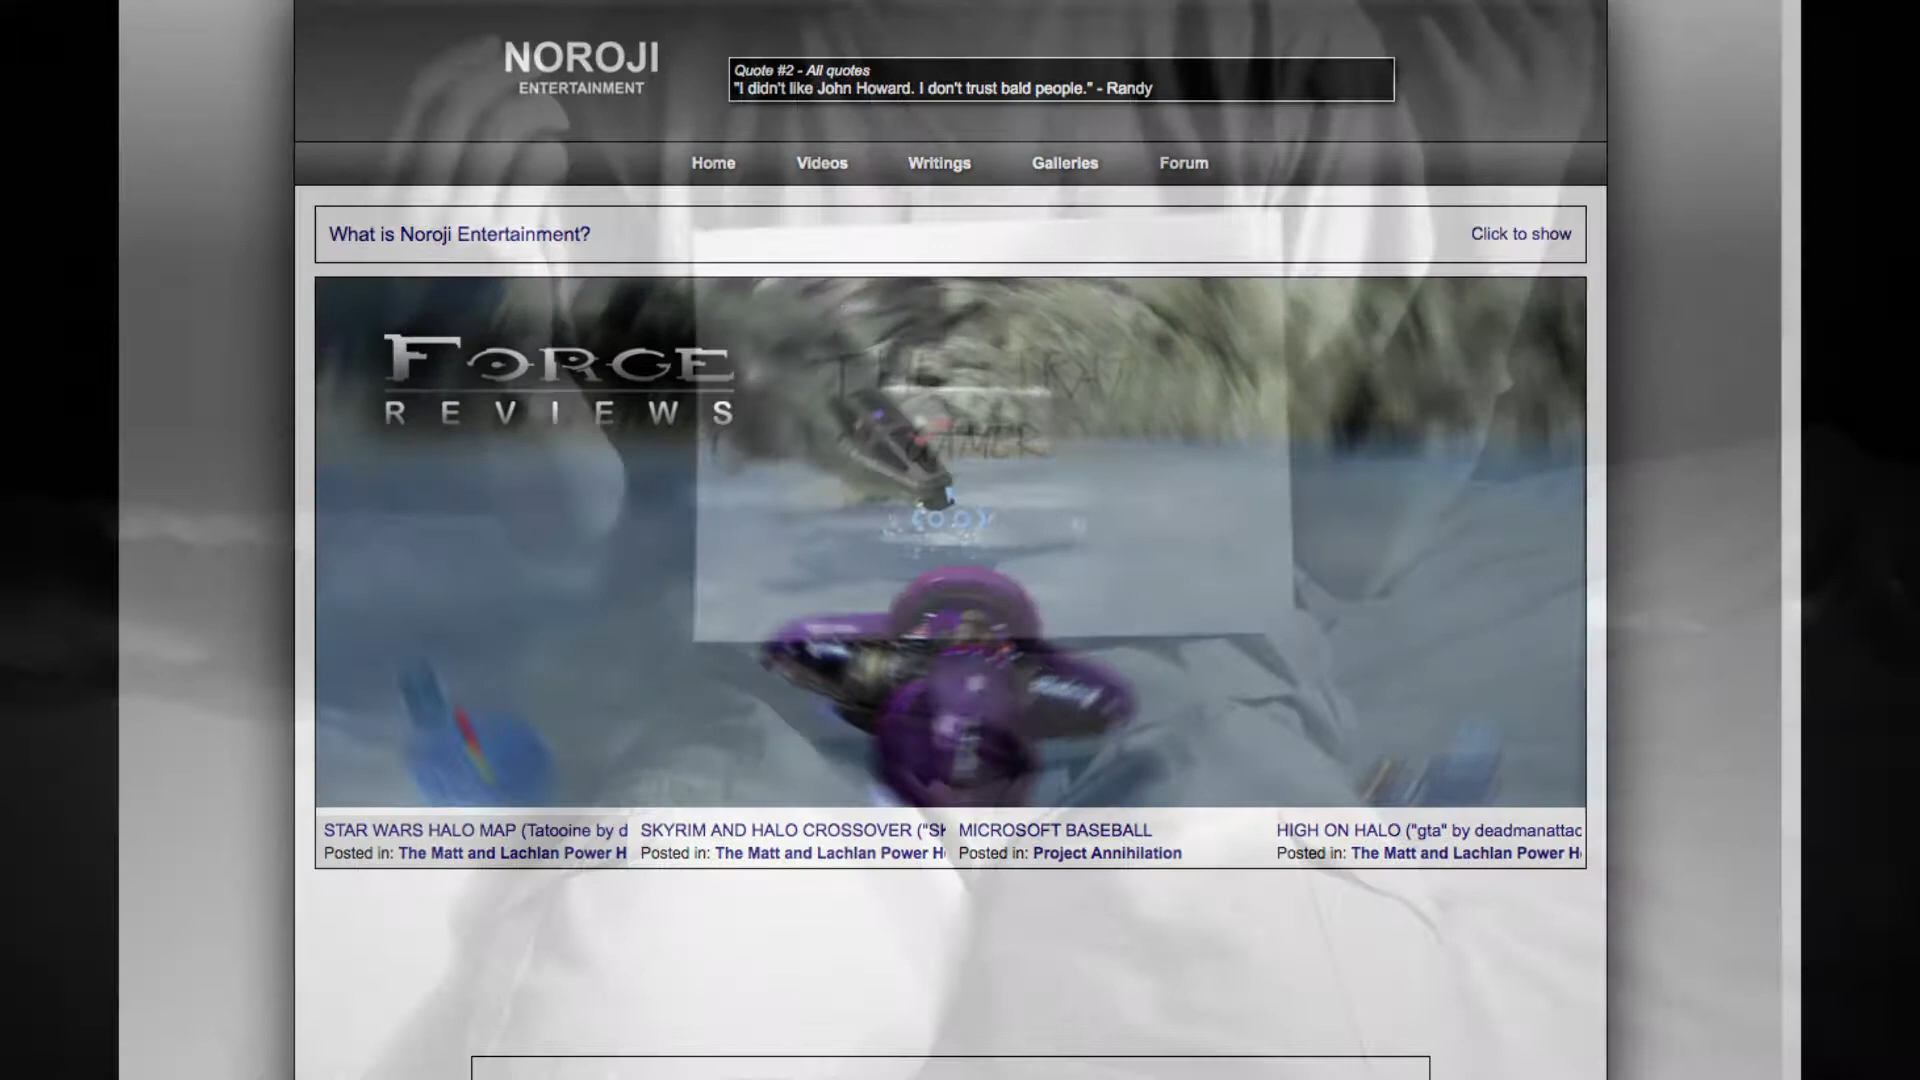 NOROJI
ENTERTAINMENT
Quote #2 - All quotes
"I didn't like John Howard. I don't trust bald people." - Randy
Home Videos Writings Galleries Forum
What is Noroji Entertainment? Click to show
FORGE
REVIEWS
THE
GAMER
STAR WARS HALO MAP (Tatooine by d SKYRIM AND HALO CROSSOVER ("Sk MICROSOFT BASEBALL HIGH ON HALO ("gta" by deadmanattac
Posted in: The Matt and Lachlan Power H Posted in: The Matt and Lachlan Power H Posted in: Project Annihilation Posted in: The Matt and Lachlan Power H